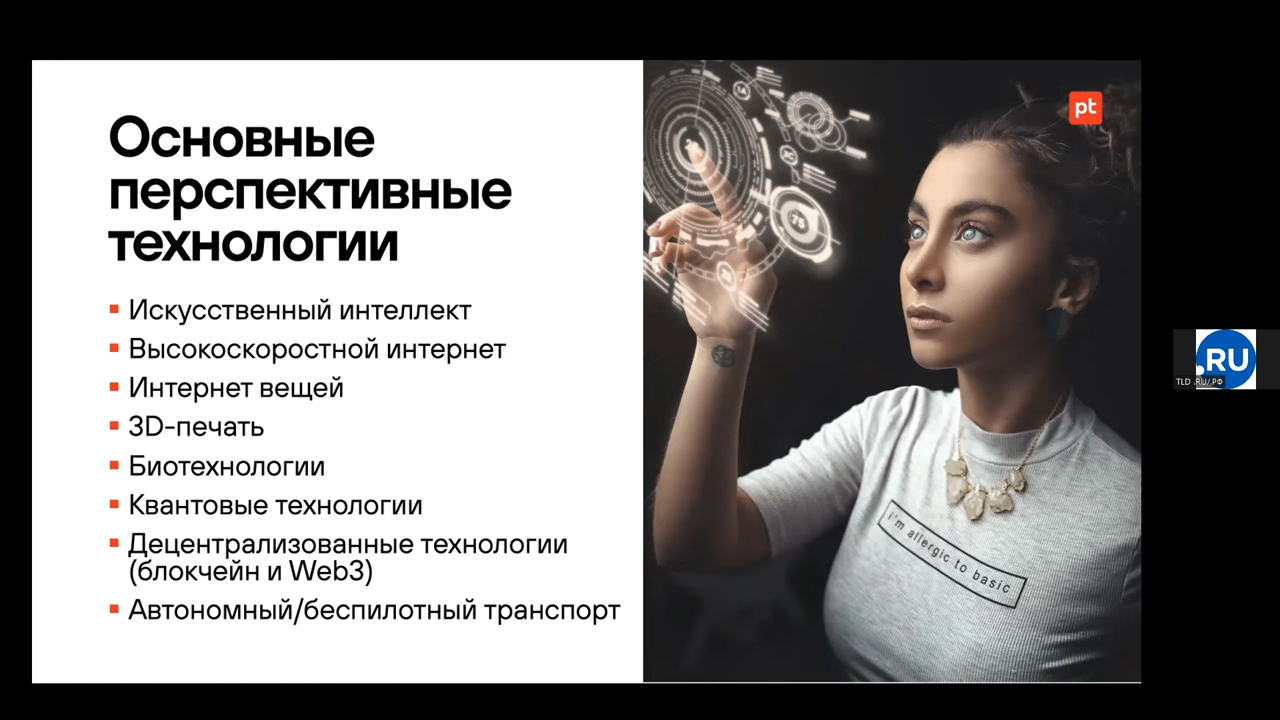 Основные
перспективные
технологии
Искусственный интеллект
Высокоскоростной интернет
Интернет вещей
3D-печать
Биотехнологии
Квантовые технологии
Децентрализованные технологии
(блокчейн и Web3)
Автономный/беспилотный транспорт
pt
75
i'm allergic to basic
.RU
TLD .RU/.РФ